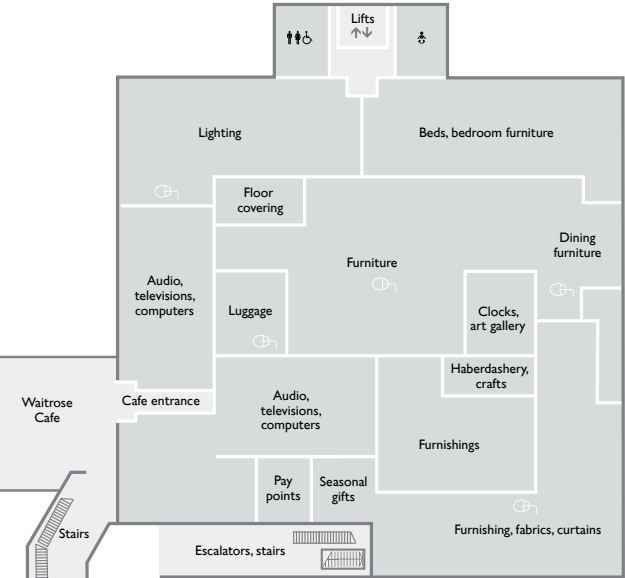 Lifts
Lighting
Beds, bedroom furniture
Floor
covering
Dining
furniture
Furniture
Audio,
televisions,
computers
Luggage
Clocks,
art gallery
Haberdashery,
crafts
Waitrose
Cafe
Cafe entrance
Audio,
televisions,
computers
Furnishings
Pay
points
Seasonal
gifts
Stairs
Escalators, stairs
Furnishing, fabrics, curtains